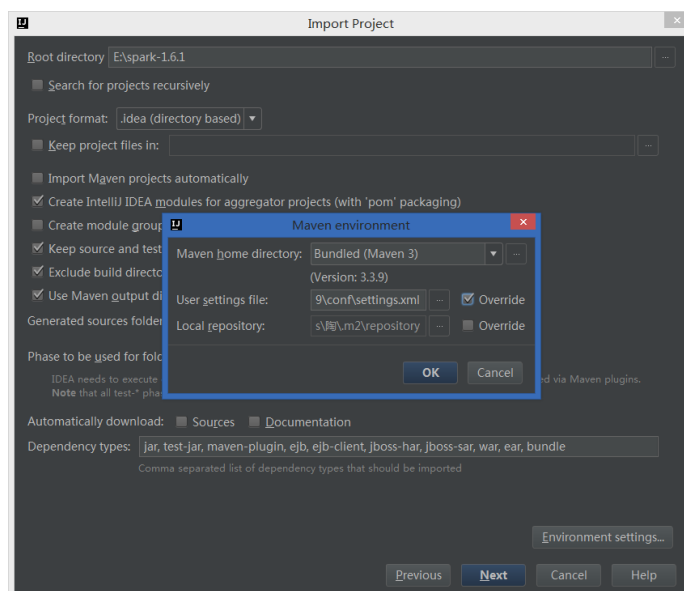 Import Project
Root directory E:\spark-1.6.1
Search for projects recursively
Project format: .idea (directory based)
Keep project files in:
Import Maven projects automatically
Create IntelliJ IDEA modules for aggregator projects (with 'pom' packaging)
Create module group
Keep source and test
Exclude build directo
Use Maven output di
Generated sources folder
Phase to be used for fold
IDEA needs to execute
ed via Maven plugins.
Note that all test-* phas
Maven environment
Maven home directory: Bundled (Maven 3)
(Version: 3.3.9)
User settings file: 9\conf\settings.xml Override
Local repository: s\陶\.m2\repository Override
OK Cancel
Automatically download: Sources Documentation
Dependency types: jar, test-jar, maven-plugin, ejb, ejb-client, jboss-har, jboss-sar, war, ear, bundle
Comma separated list of dependency types that should be imported
Environment settings...
Previous Next Cancel Help